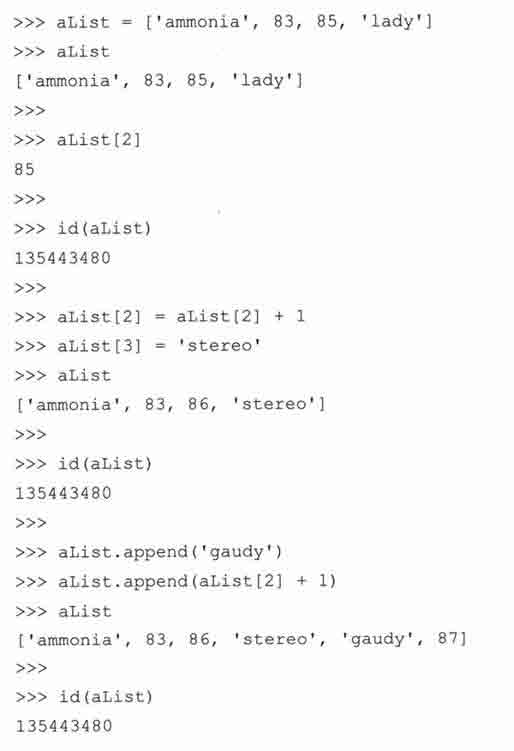 >>> aList = ['ammonia', 83, 85, 'lady']
>>> aList
['ammonia', 83, 85, 'lady']
>>>
>>> aList[2]
85
>>>
>>> id(aList)
135443480
>>>
>>> aList[2] = aList[2] + 1
>>> aList[3] = 'stereo'
>>> aList
['ammonia', 83, 86, 'stereo']
>>>
>>> id(aList)
135443480
>>>
>>> aList.append('gaudy')
>>> aList.append(aList[2] + 1)
>>> aList
['ammonia', 83, 86, 'stereo', 'gaudy', 87]
>>>
>>> id(aList)
135443480